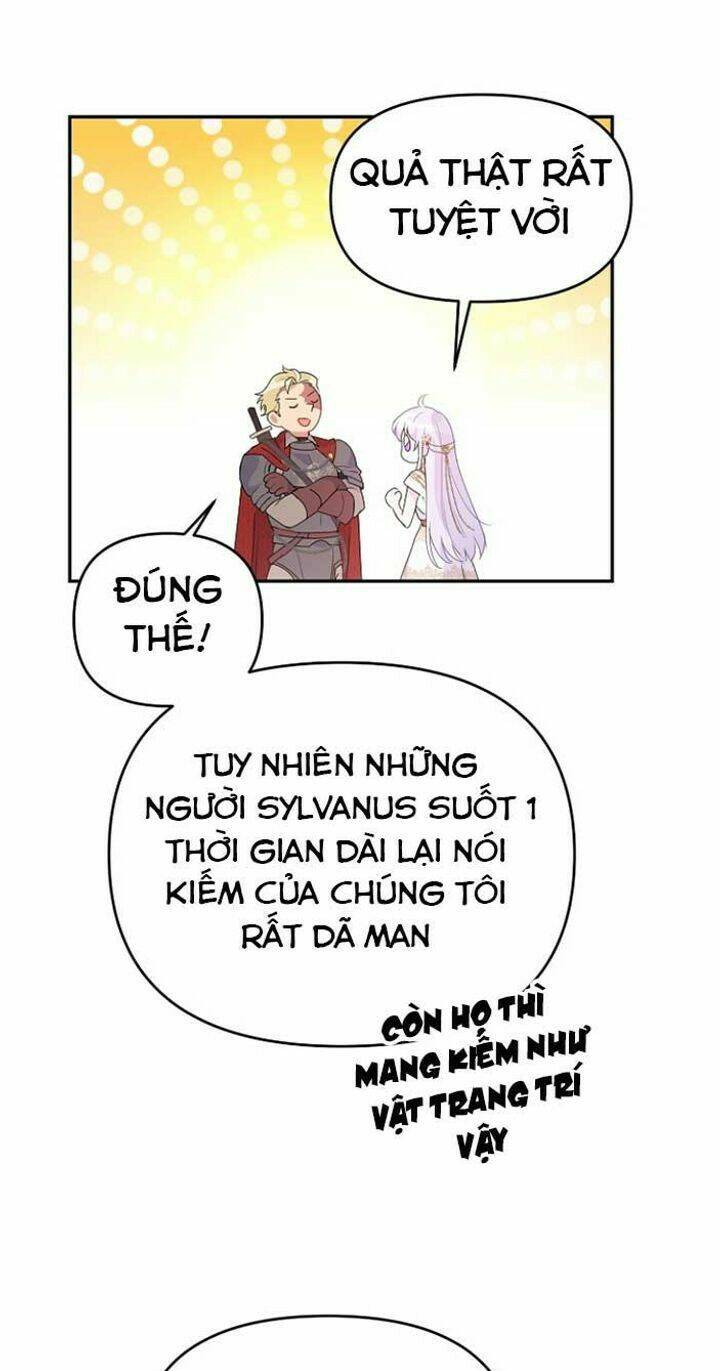 QUẢ THẬT RẤT
TUYỆT VỜI
ĐÚNG
THẾ!
TUY NHIÊN NHỮNG
NGƯỜI SYLVANUS SUỐT 1
THỜI GIAN DÀI LẠI NÓI
KIẾM CỦA CHÚNG TÔI
RẤT DÃ MAN
CÒN HỌ THÌ
MANG KIẾM NHƯ
VẬT TRANG TRÍ
VẬY